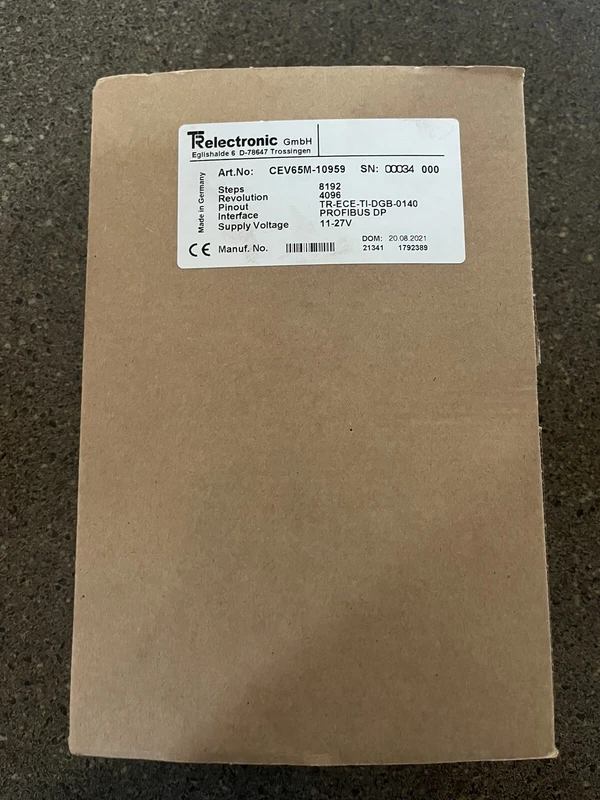 TRelectronic GmbH
Eglishalde 6 D-78647 Trossingen
Made in Germany
Art.No: CEV65M-10959 SN: 00034 000
Steps 8192
Revolution 4096
Pinout TR-ECE-TI-DGB-0140
Interface PROFIBUS DP
Supply Voltage 11-27V
DOM: 20.08.2021
CE Manuf. No. 21341 1792389